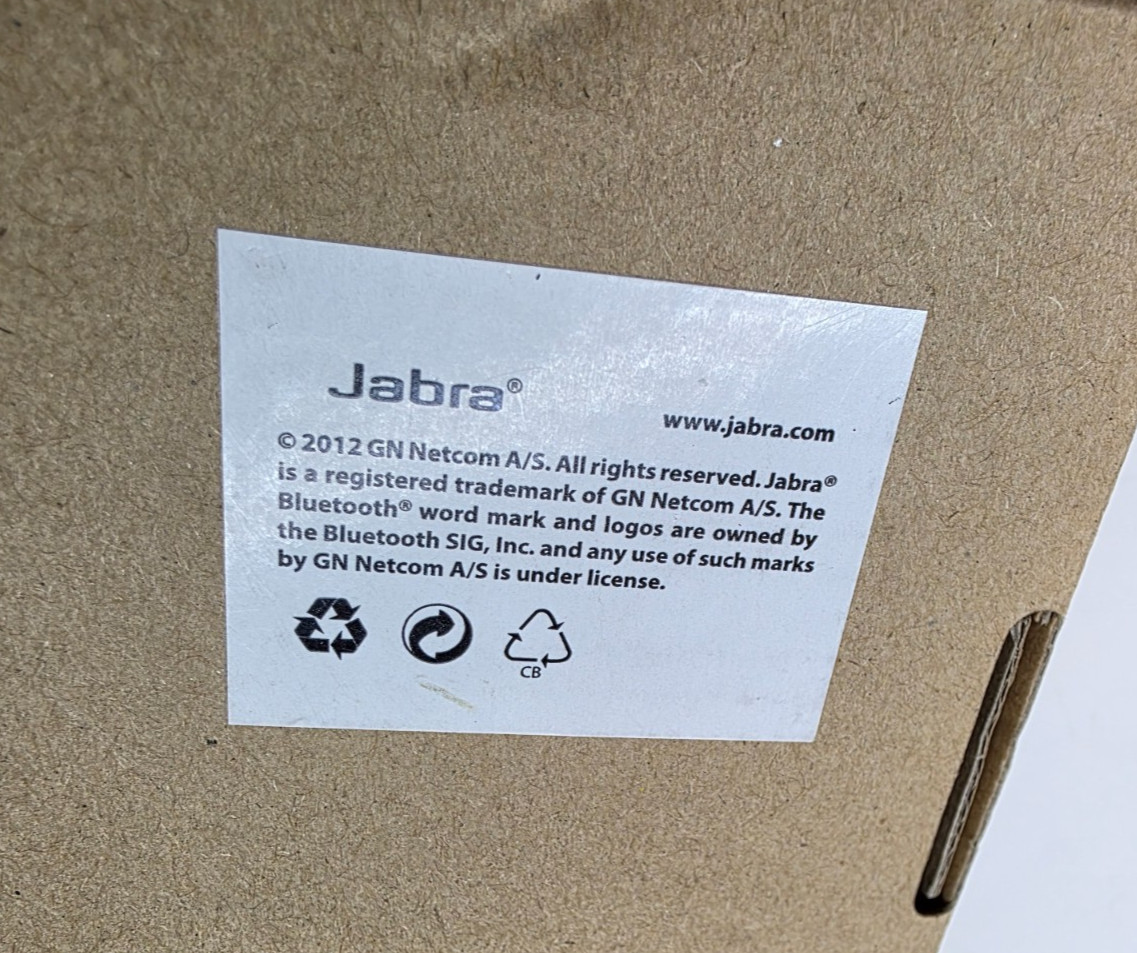 Jabra®
www.jabra.com
© 2012 GN Netcom A/S. All rights reserved. Jabra®
is a registered trademark of GN Netcom A/S. The
Bluetooth® word mark and logos are owned by
the Bluetooth SIG, Inc. and any use of such marks
by GN Netcom A/S is under license.
CB